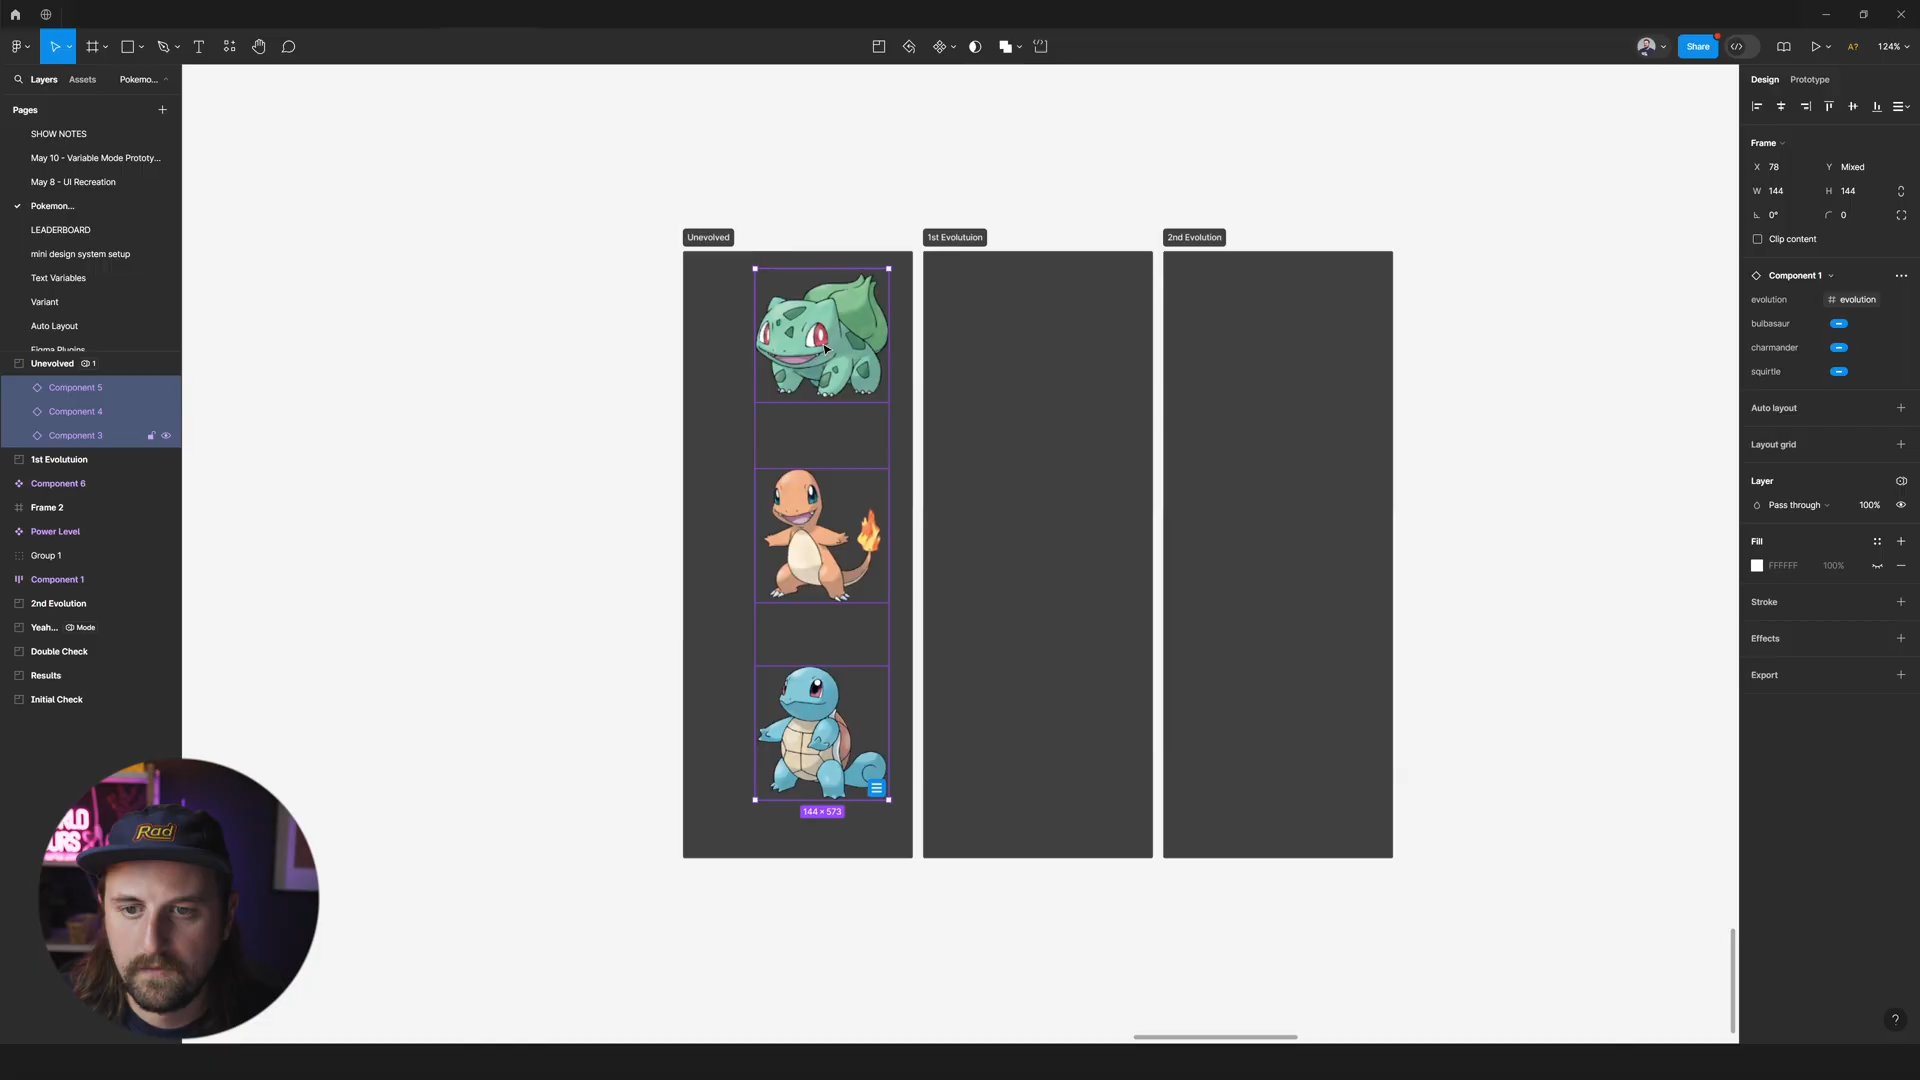 Share
A?
124%
Layers
Assets
Pokemo...
Pages
SHOW NOTES
May 10 - Variable Mode Prototy...
May 8 - UI Recreation
Pokemon...
LEADERBOARD
mini design system setup
Text Variables
Variant
Auto Layout
Figma Plugins
Unevolved
1
Component 5
Component 4
Component 3
1st Evolutuion
Component 6
Frame 2
Power Level
Group 1
Component 1
2nd Evolution
Yeah...
Mode
Double Check
Results
Initial Check
Unevolved
1st Evolutuion
2nd Evolution
144 × 573
Rad
Design
Prototype
Frame
X 78
Y Mixed
W 144
H 144
0°
0
Clip content
Component 1
evolution
# evolution
bulbasaur
charmander
squirtle
Auto layout
Layout grid
Layer
Pass through
100%
Fill
FFFFFF
100%
Stroke
Effects
Export
?